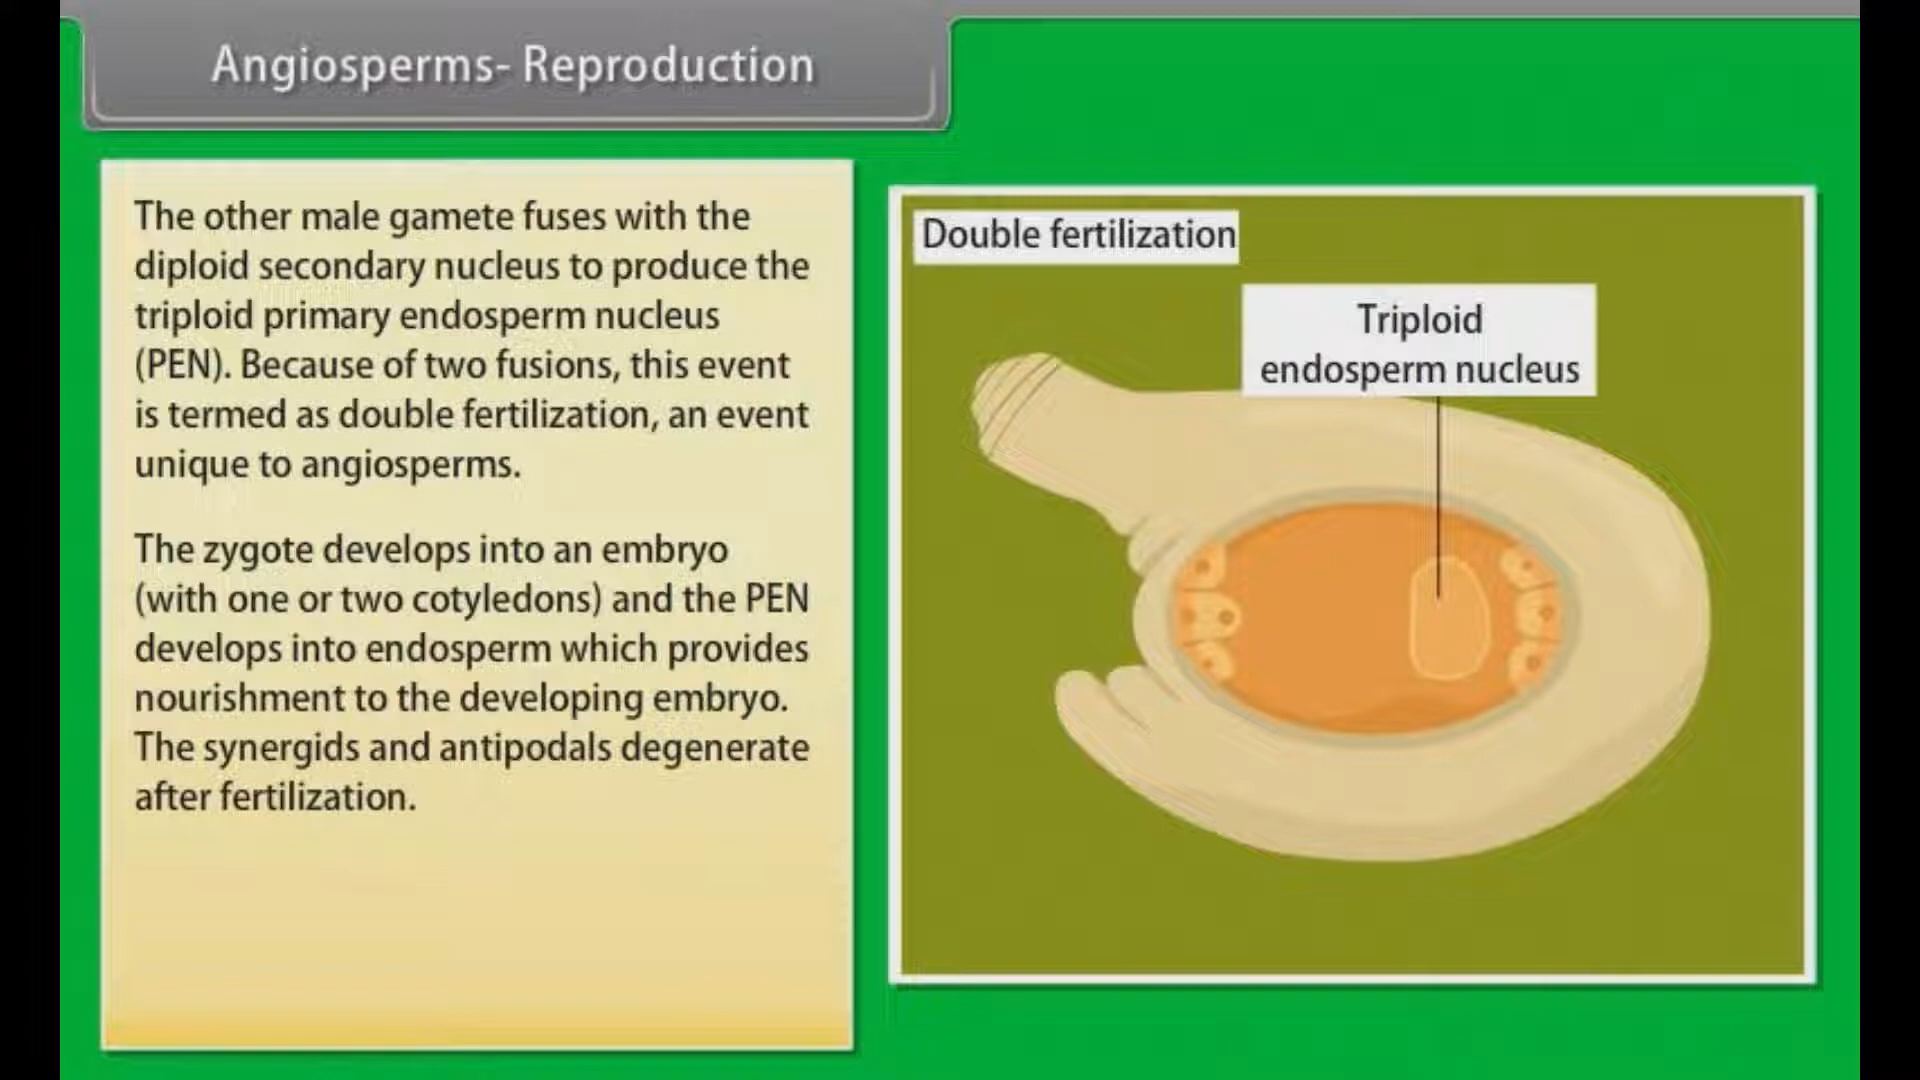 Angiosperms- Reproduction
The other male gamete fuses with the
diploid secondary nucleus to produce the
triploid primary endosperm nucleus
(PEN). Because of two fusions, this event
is termed as double fertilization, an event
unique to angiosperms.
The zygote develops into an embryo
(with one or two cotyledons) and the PEN
develops into endosperm which provides
nourishment to the developing embryo.
The synergids and antipodals degenerate
after fertilization.
Double fertilization
Triploid
endosperm nucleus